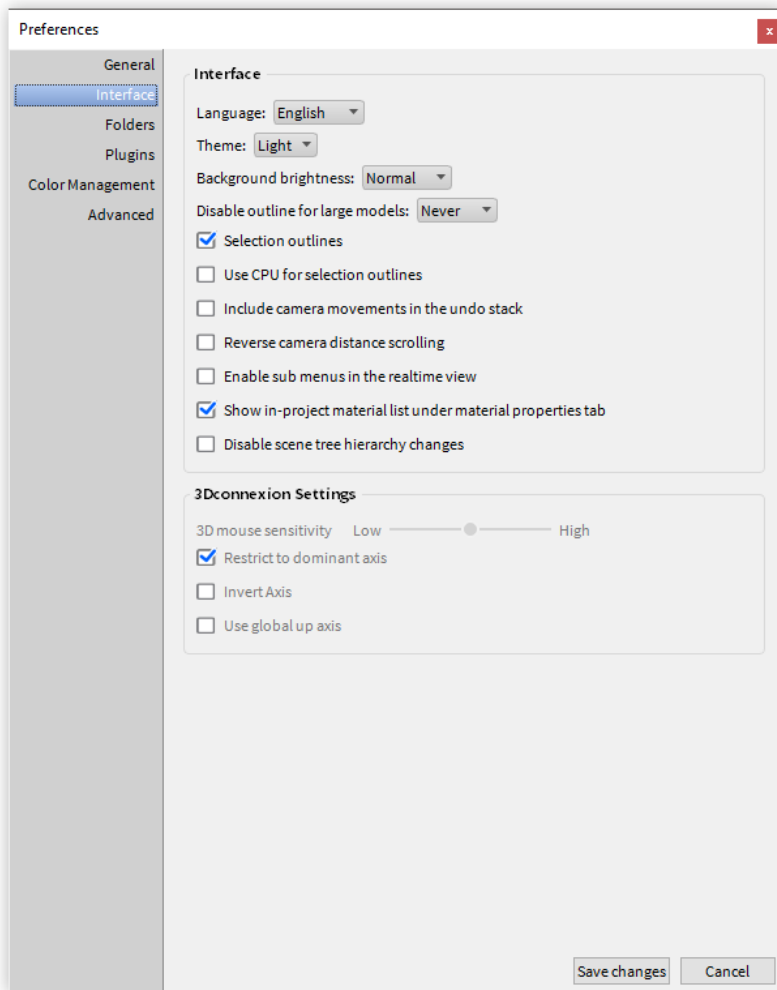 Preferences
x
General
Interface
Folders
Plugins
Color Management
Advanced
Interface
Language: English
Theme: Light
Background brightness: Normal
Disable outline for large models: Never
Selection outlines
Use CPU for selection outlines
Include camera movements in the undo stack
Reverse camera distance scrolling
Enable sub menus in the realtime view
Show in-project material list under material properties tab
Disable scene tree hierarchy changes
3Dconnexion Settings
3D mouse sensitivity Low High
Restrict to dominant axis
Invert Axis
Use global up axis
Save changes Cancel